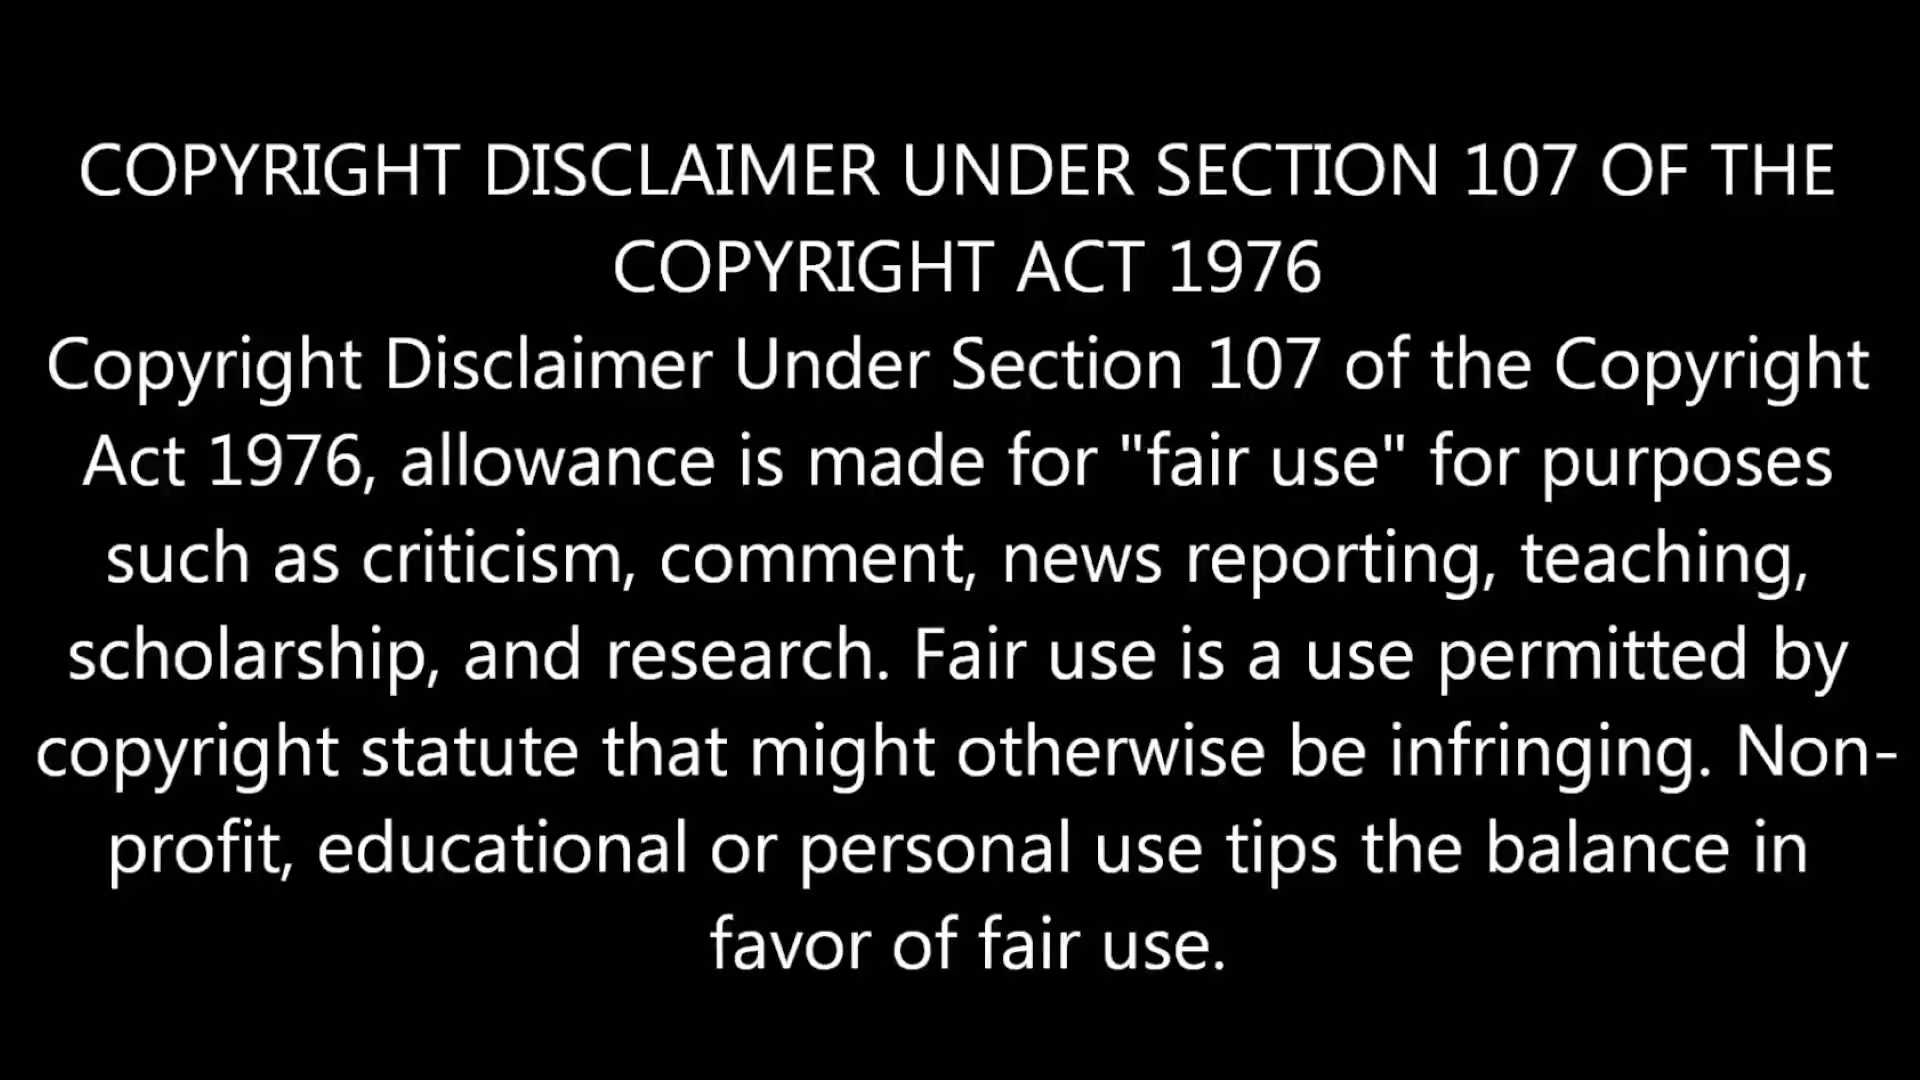 COPYRIGHT DISCLAIMER UNDER SECTION 107 OF THE
COPYRIGHT ACT 1976
Copyright Disclaimer Under Section 107 of the Copyright
Act 1976, allowance is made for "fair use" for purposes
such as criticism, comment, news reporting, teaching,
scholarship, and research. Fair use is a use permitted by
copyright statute that might otherwise be infringing. Non-
profit, educational or personal use tips the balance in
favor of fair use.